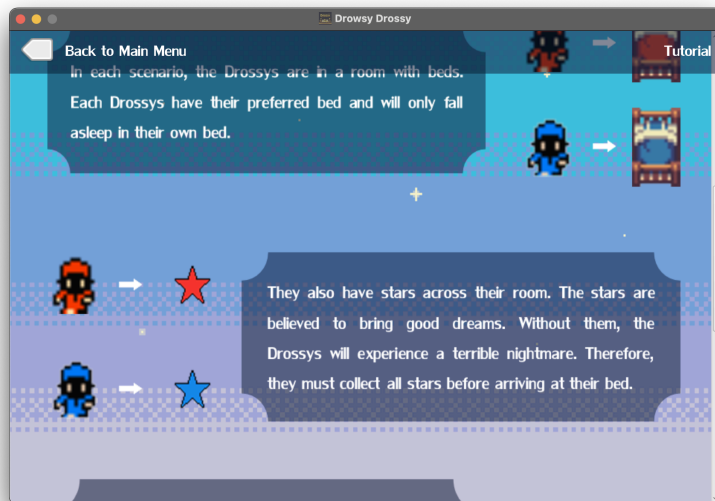 Drowsy Drossy
Back to Main Menu
Tutorial
In each scenario, the Drossys are in a room with beds.
Each Drossys have their preferred bed and will only fall
asleep in their own bed.
They also have stars across their room. The stars are
believed to bring good dreams. Without them, the
Drossys will experience a terrible nightmare. Therefore,
they must collect all stars before arriving at their bed.